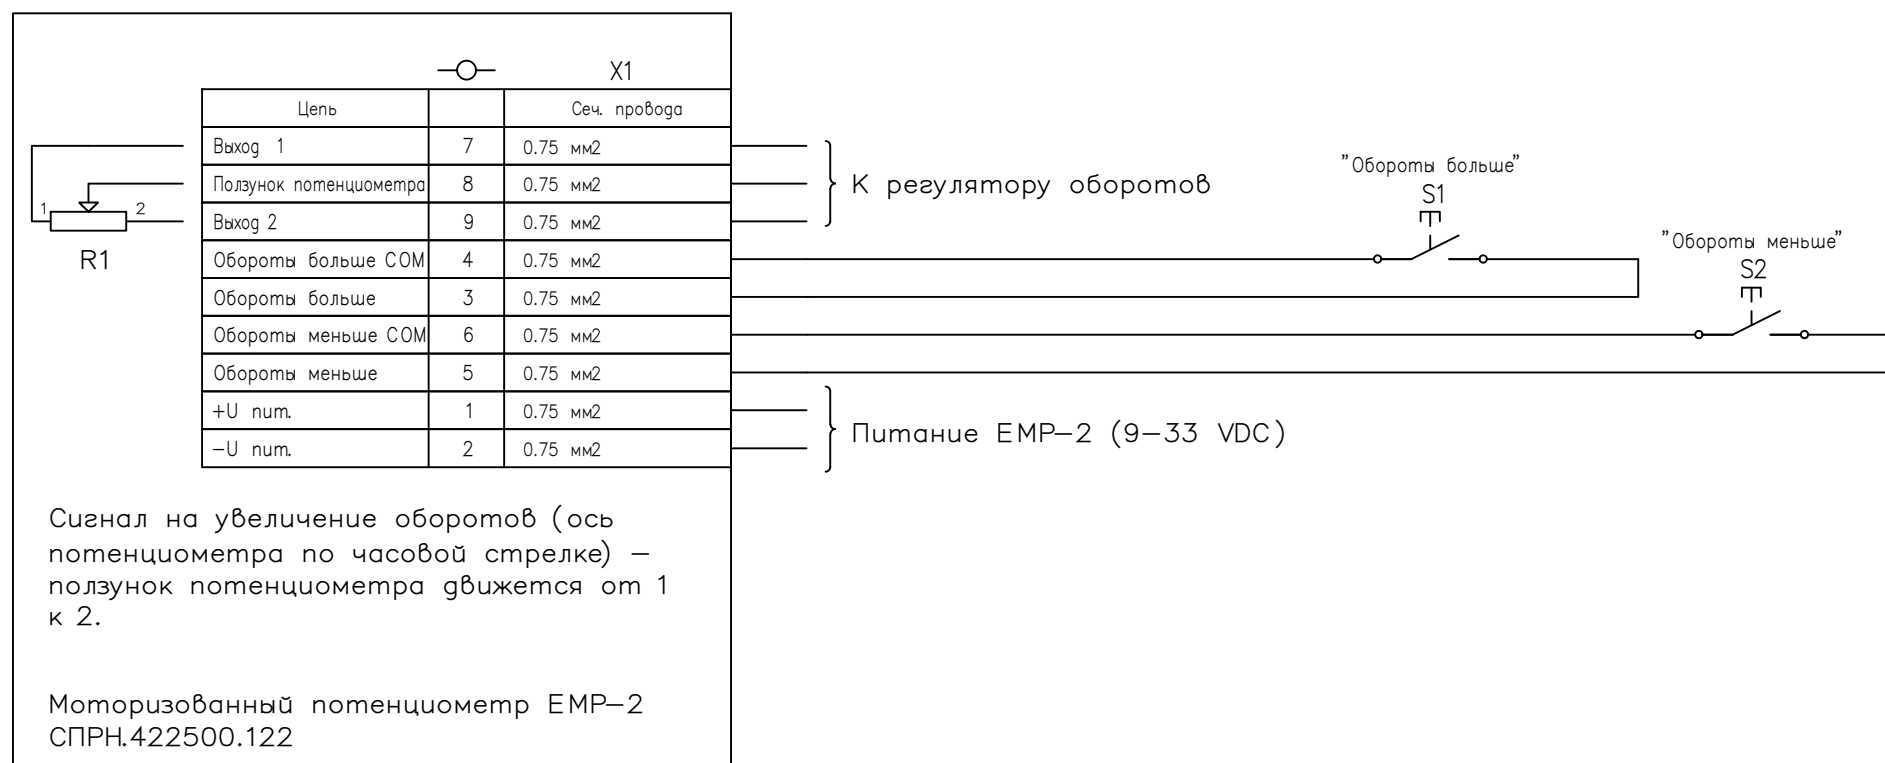 X1
Цепь Сеч. провода
Выход 1 7 0.75 мм2
Ползунок потенциометра 8 0.75 мм2
Выход 2 9 0.75 мм2
Обороты больше COM 4 0.75 мм2
Обороты больше 3 0.75 мм2
Обороты меньше COM 6 0.75 мм2
Обороты меньше 5 0.75 мм2
+U пит. 1 0.75 мм2
−U пит. 2 0.75 мм2
1 2
R1
К регулятору оборотов
"Обороты больше"
S1
"Обороты меньше"
S2
Питание EMP−2 (9−33 VDC)
Сигнал на увеличение оборотов (ось
потенциометра по часовой стрелке) −
ползунок потенциометра движется от 1
к 2.
Моторизованный потенциометр EMP−2
СПРН.422500.122